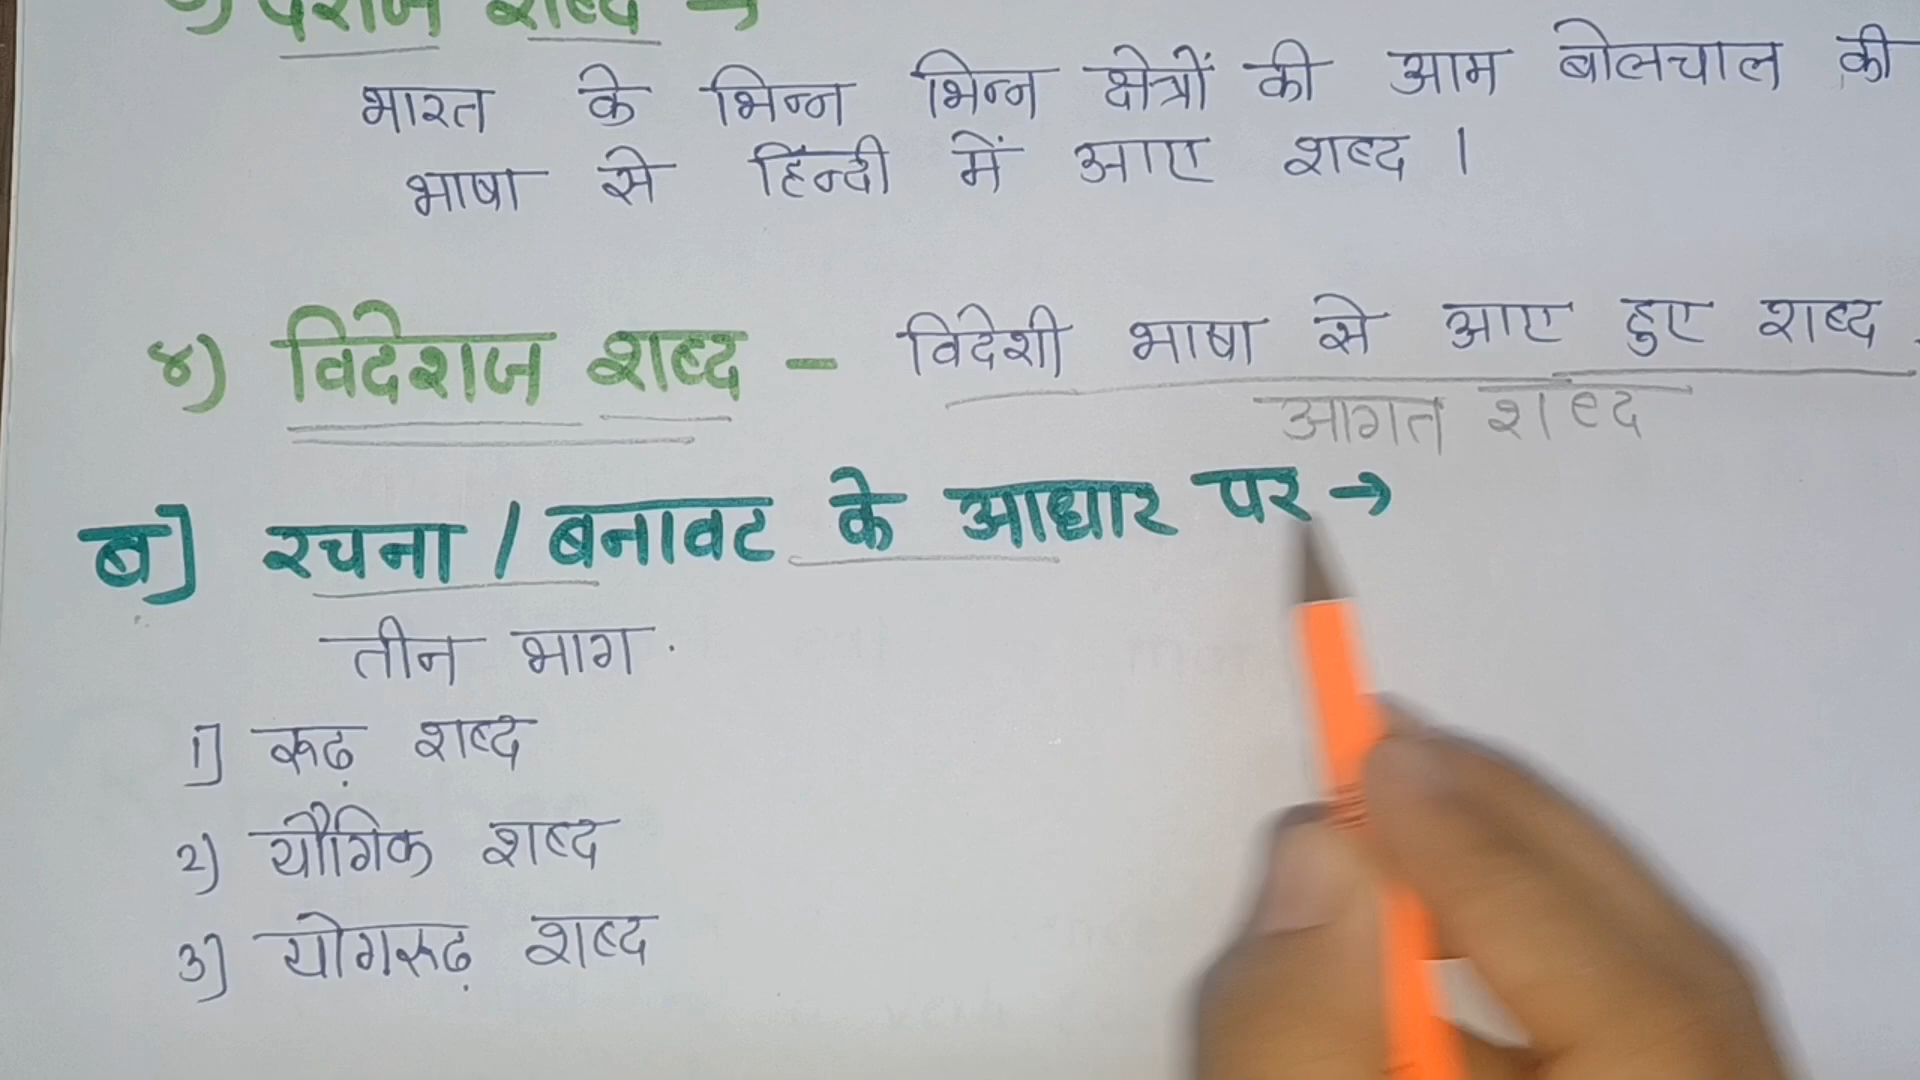 शब्द →
भारत के भिन्न भिन्न क्षेत्रों की आम बोलचाल की
भाषा से हिन्दी में आए शब्द ।
४) विदेशज शब्द - विदेशी भाषा से आए हुए शब्द.
आगत शब्द
ब] रचना / बनावट के आधार पर →
तीन भाग.
1] रूढ़ शब्द
2) यौगिक शब्द
3] योगरूढ़ शब्द